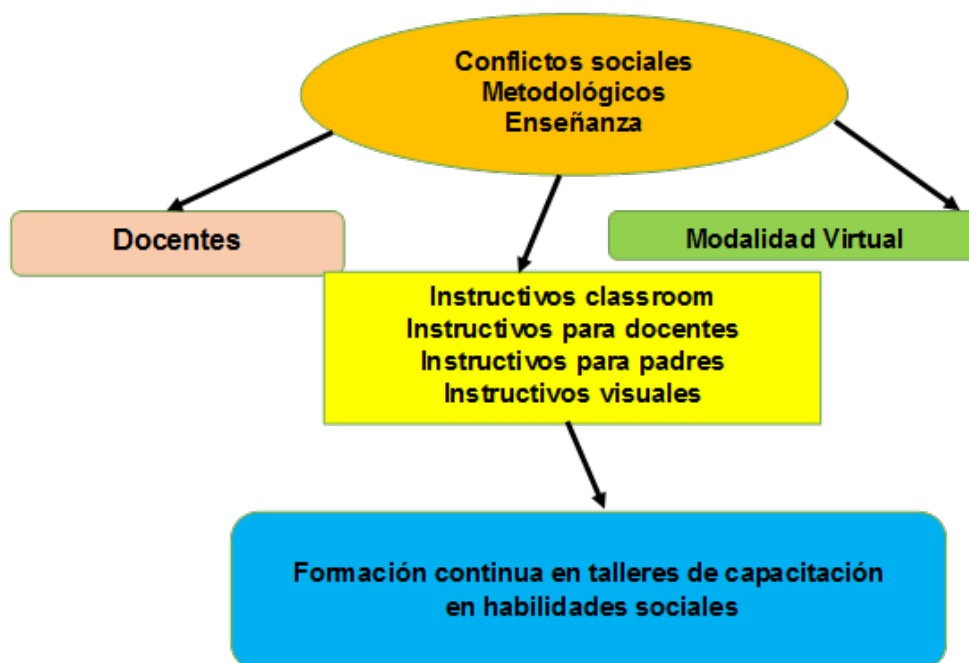 Conflictos sociales
Metodológicos
Enseñanza
Docentes
Modalidad Virtual
Instructivos classroom
Instructivos para docentes
Instructivos para padres
Instructivos visuales
Formación continua en talleres de capacitación
en habilidades sociales